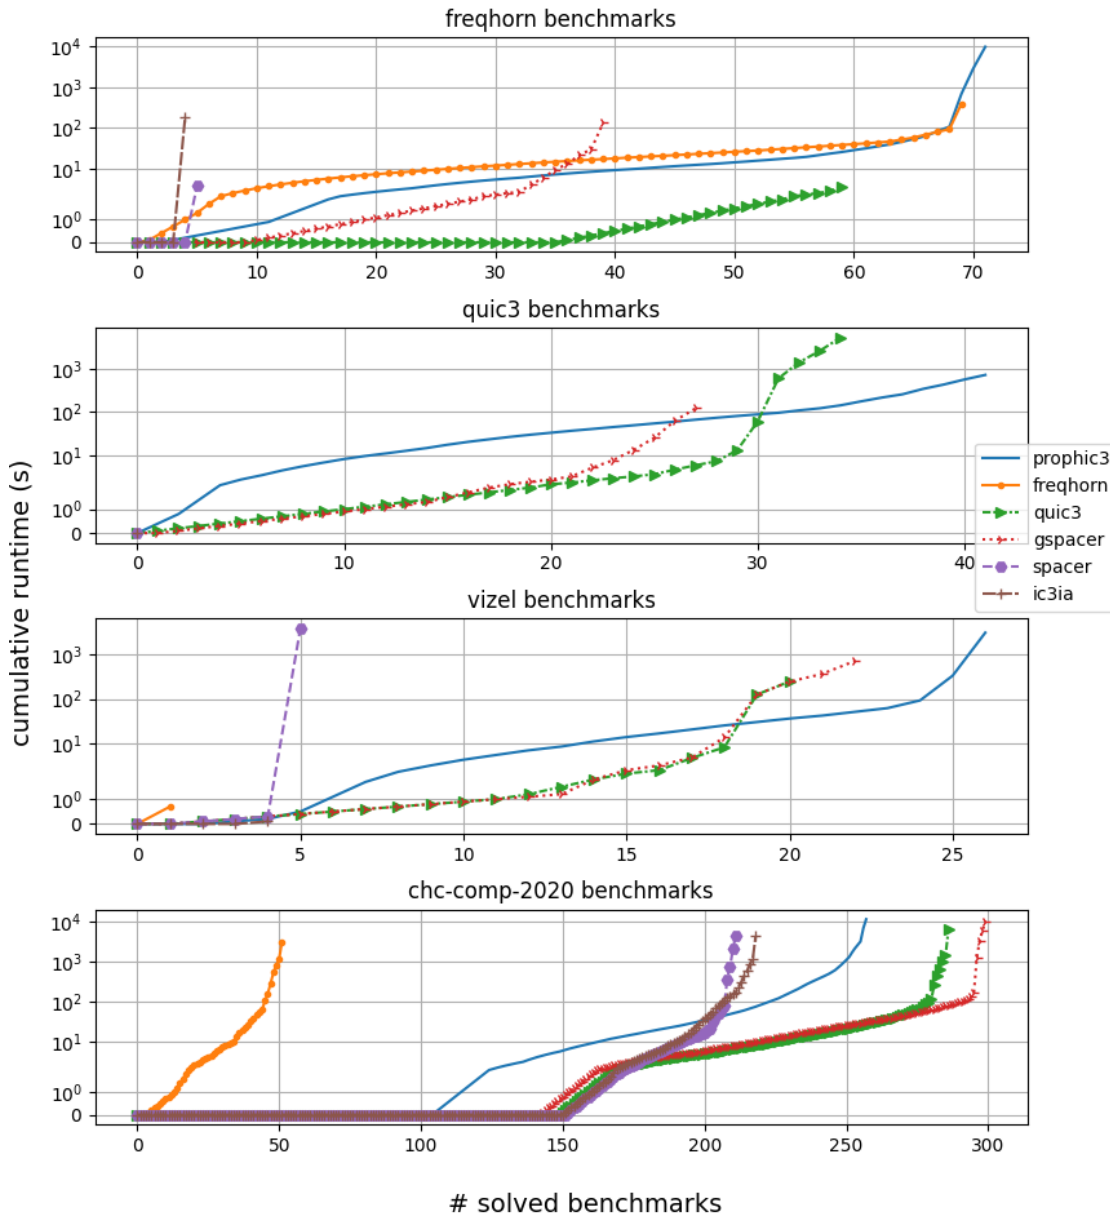 freqhorn benchmarks
10^4
10^3
10^2
10^1
10^0
0
0 10 20 30 40 50 60 70
quic3 benchmarks
10^3
10^2
10^1
10^0
0
0 10 20 30 40
prophic3
freqhorn
quic3
gspacer
spacer
ic3ia
vizel benchmarks
10^3
10^2
10^1
10^0
0
0 5 10 15 20 25
chc-comp-2020 benchmarks
10^4
10^3
10^2
10^1
10^0
0
0 50 100 150 200 250 300
cumulative runtime (s)
# solved benchmarks